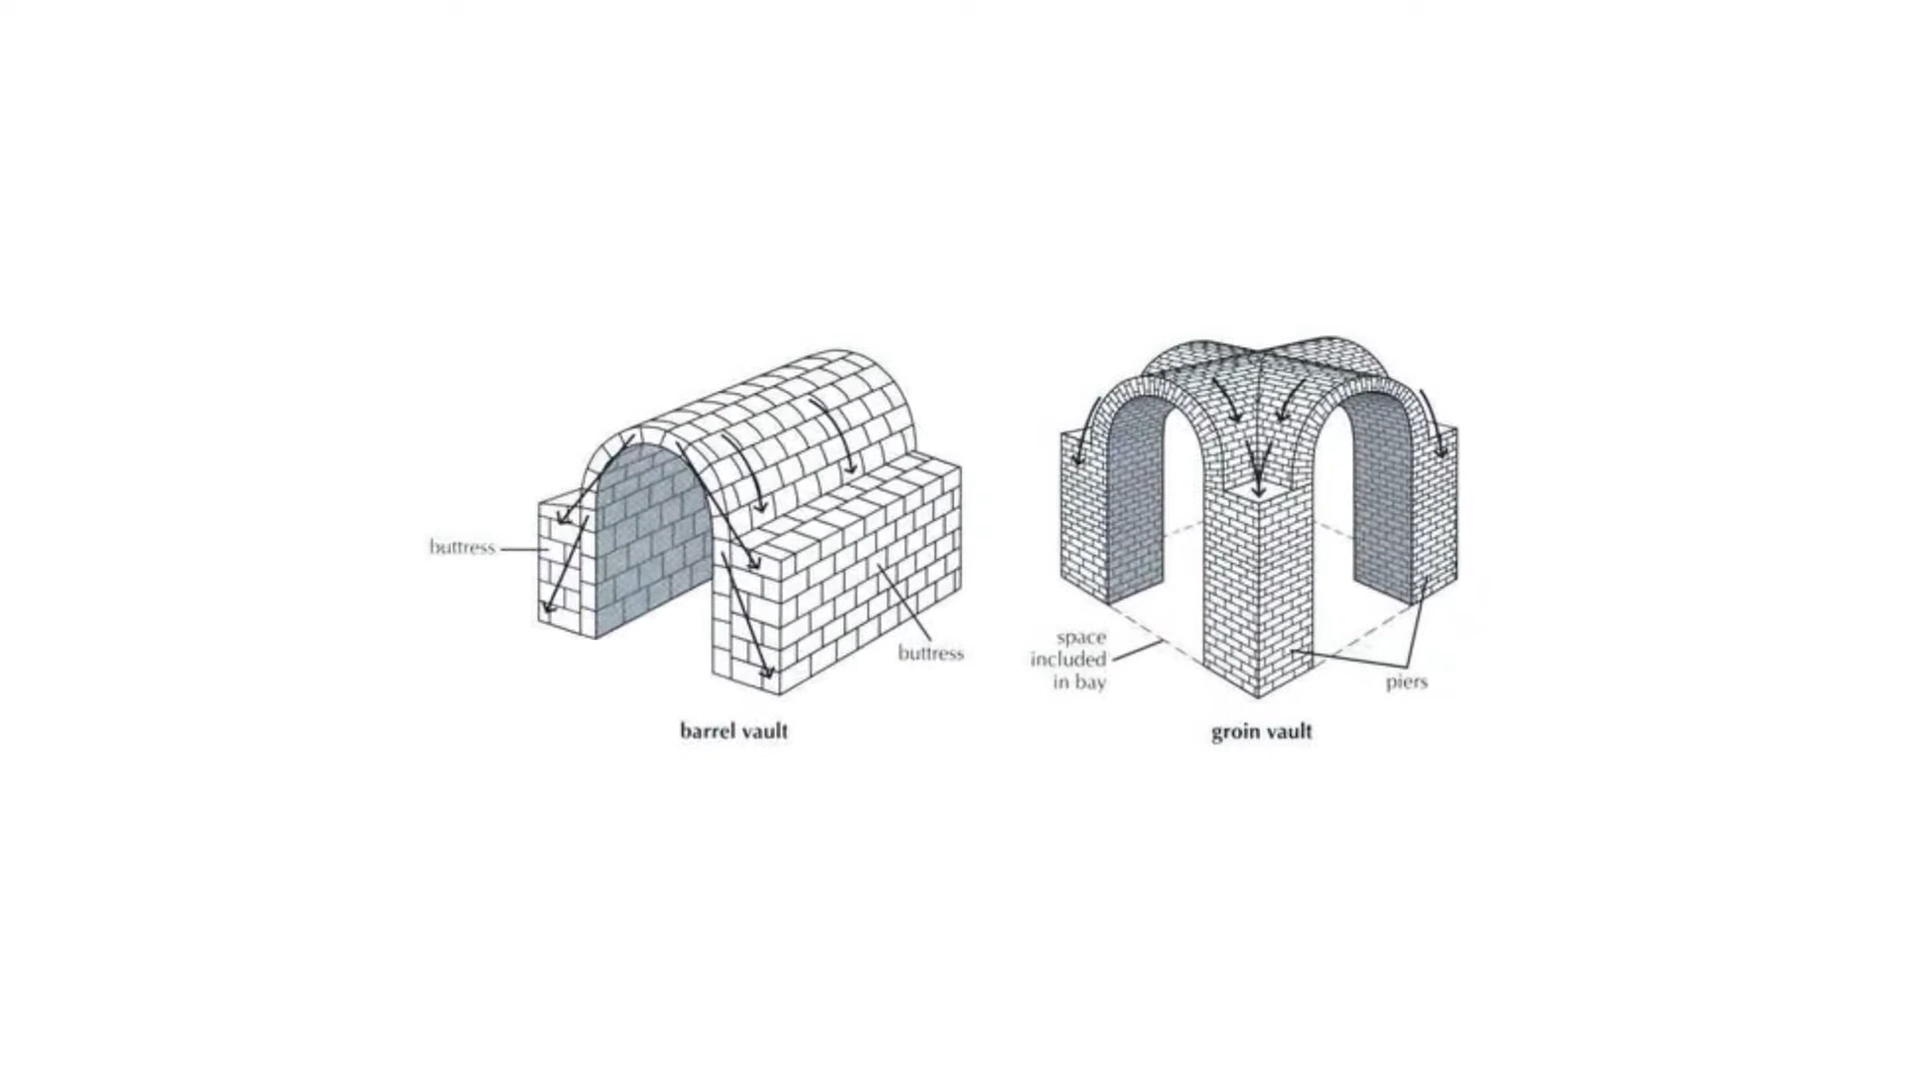 buttress
buttress
barrel vault
space
included
in bay
piers
groin vault